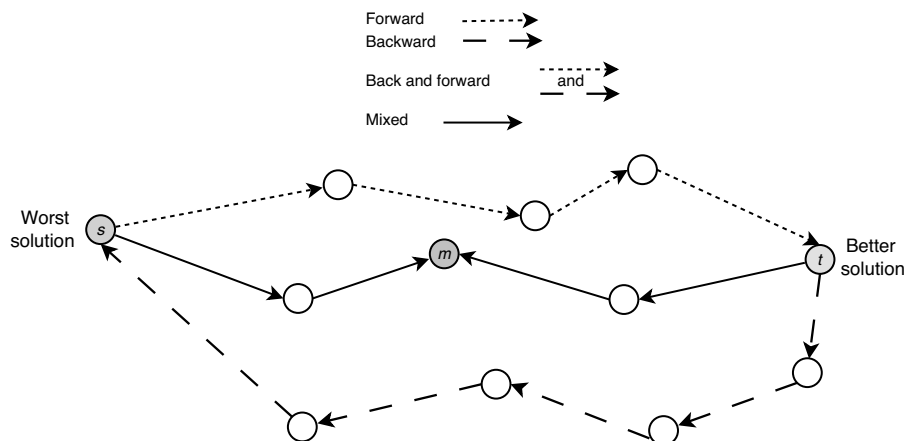 Forward
Backward
Back and forward and
Mixed
Worst
solution
s
m
t
Better
solution